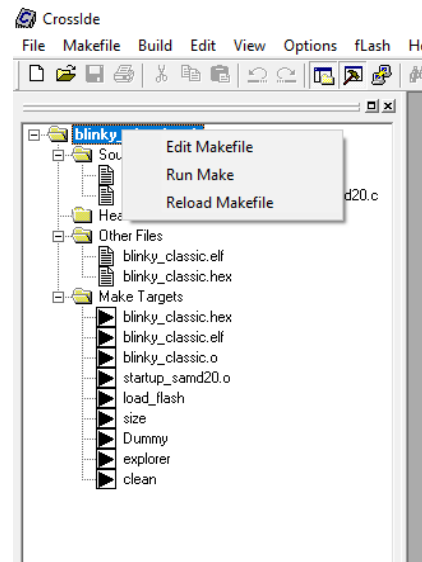 CrossIde
File Makefile Build Edit View Options fLash
blinky
Edit Makefile
Run Make
Reload Makefile
d20.c
Other Files
blinky_classic.elf
blinky_classic.hex
Make Targets
blinky_classic.hex
blinky_classic.elf
blinky_classic.o
startup_samd20.o
load_flash
size
Dummy
explorer
clean